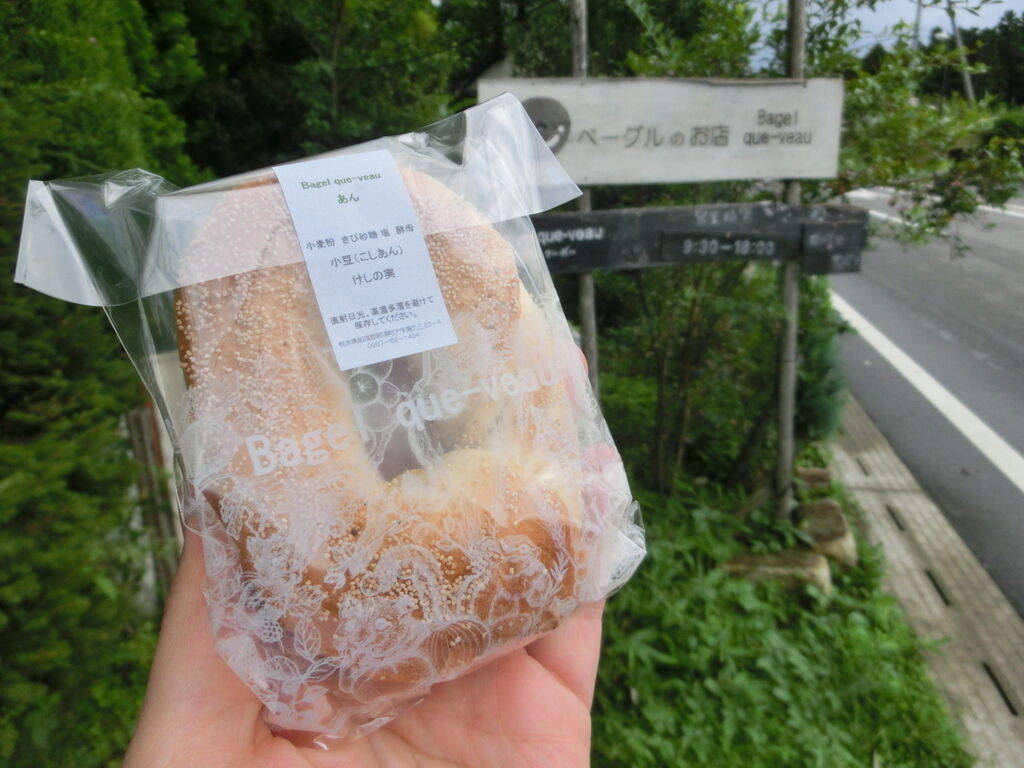 ベーグルのお店
Bagel
que-veau
que-veau
9:30-18:00
Bagel que-veau
あん
小麦粉 きび砂糖 塩 酵母
小豆(こしあん)
けしの実
直射日光、高温多湿を避けて
保存してください。
Bagel que-veau